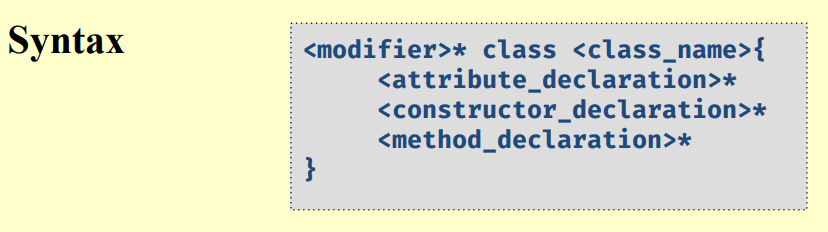 Syntax
<modifier>* class <class_name>{
<attribute_declaration>*
<constructor_declaration>*
<method_declaration>*
}